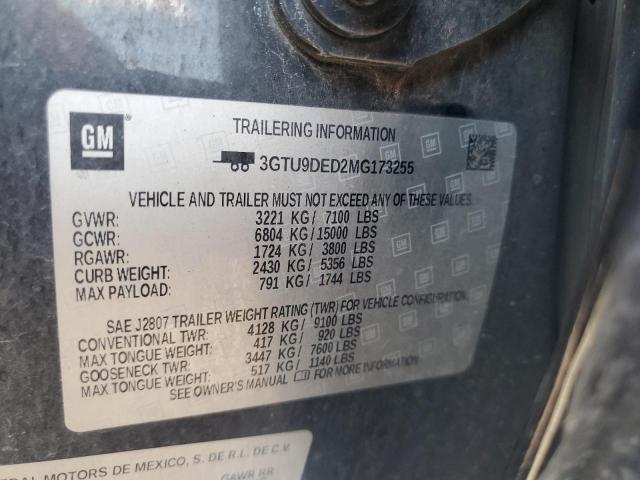 GM
TRAILERING INFORMATION
3GTU9DED2MG173255
VEHICLE AND TRAILER MUST NOT EXCEED ANY OF THESE VALUES.
GVWR: 3221 KG/ 7100 LBS
GCWR: 6804 KG/15000 LBS
RGAWR: 1724 KG/ 3800 LBS
CURB WEIGHT: 2430 KG/ 5356 LBS
MAX PAYLOAD: 791 KG/ 1744 LBS
SAE J2807 TRAILER WEIGHT RATING (TWR) FOR VEHICLE CONFIGURATION.
CONVENTIONAL TWR: 4128 KG/ 9100 LBS
MAX TONGUE WEIGHT: 417 KG/ 920 LBS
GOOSENECK TWR: 3447 KG/ 7600 LBS
MAX TONGUE WEIGHT: 517 KG/ 1140 LBS
SEE OWNER'S MANUAL FOR MORE INFORMATION
MOTORS DE MEXICO, S. DE R.L. DE C.V.
GAWR RR